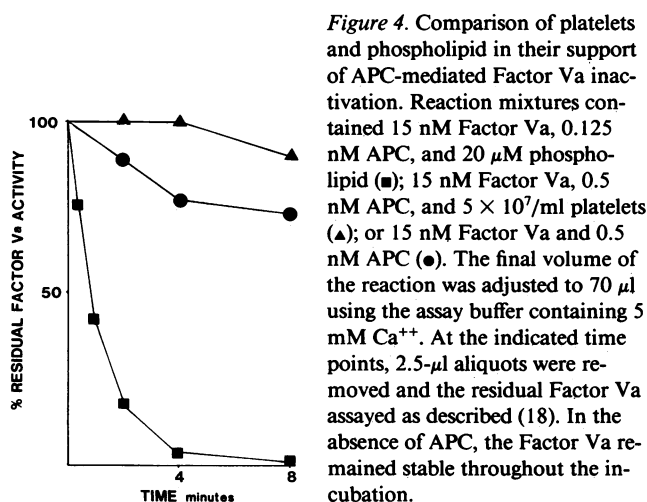 Figure 4. Comparison of platelets
and phospholipid in their support
of APC-mediated Factor Va inac-
tivation. Reaction mixtures con-
tained 15 nM Factor Va, 0.125
nM APC, and 20 μM phospho-
lipid (■); 15 nM Factor Va, 0.5
nM APC, and 5 × 10⁷/ml platelets
(▲); or 15 nM Factor Va and 0.5
nM APC (●). The final volume of
the reaction was adjusted to 70 μl
using the assay buffer containing 5
mM Ca⁺⁺. At the indicated time
points, 2.5-μl aliquots were re-
moved and the residual Factor Va
assayed as described (18). In the
absence of APC, the Factor Va re-
mained stable throughout the in-
cubation.
% RESIDUAL FACTOR Va ACTIVITY
100
50
4
8
TIME minutes